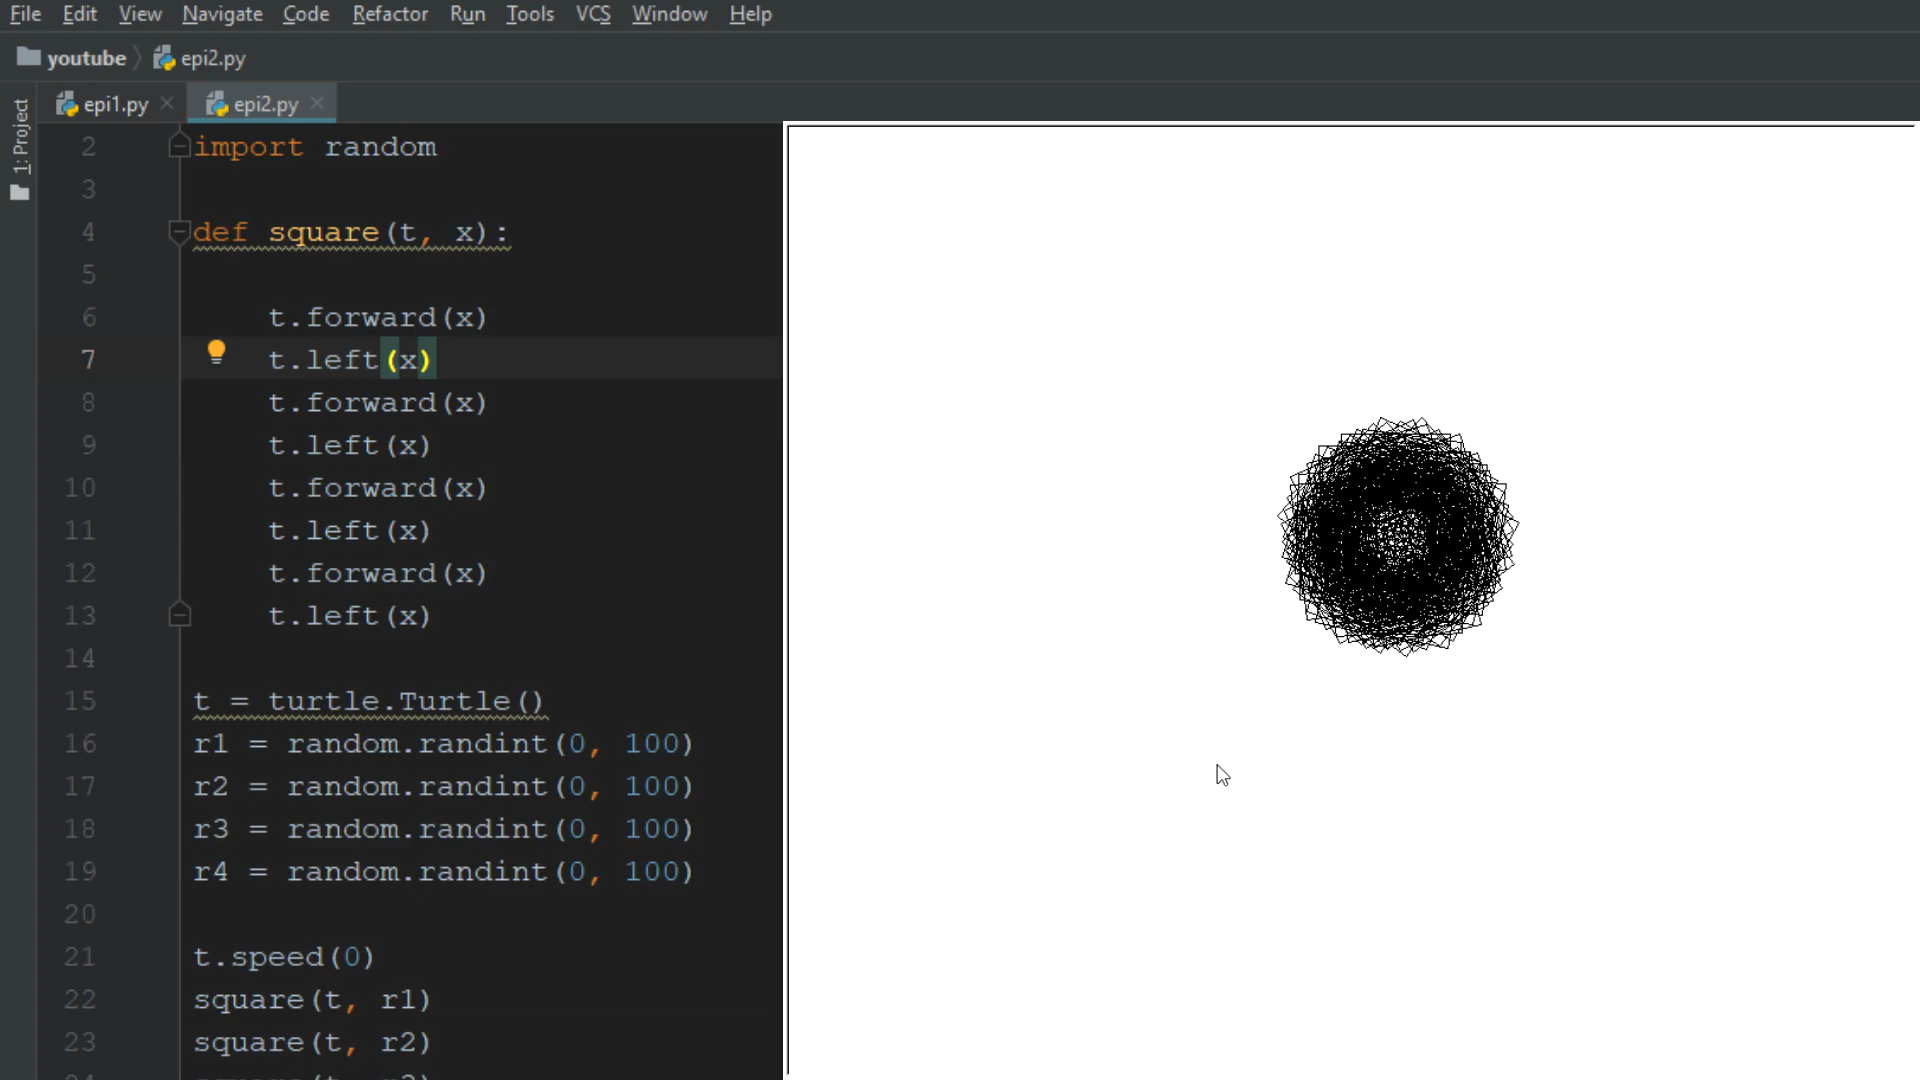 File Edit View Navigate Code Refactor Run Tools VCS Window Help
youtube epi2.py
1: Project
epi1.py epi2.py
2 import random
3
4 def square(t, x):
5
6 t.forward(x)
7 t.left(x)
8 t.forward(x)
9 t.left(x)
10 t.forward(x)
11 t.left(x)
12 t.forward(x)
13 t.left(x)
14
15 t = turtle.Turtle()
16 r1 = random.randint(0, 100)
17 r2 = random.randint(0, 100)
18 r3 = random.randint(0, 100)
19 r4 = random.randint(0, 100)
20
21 t.speed(0)
22 square(t, r1)
23 square(t, r2)